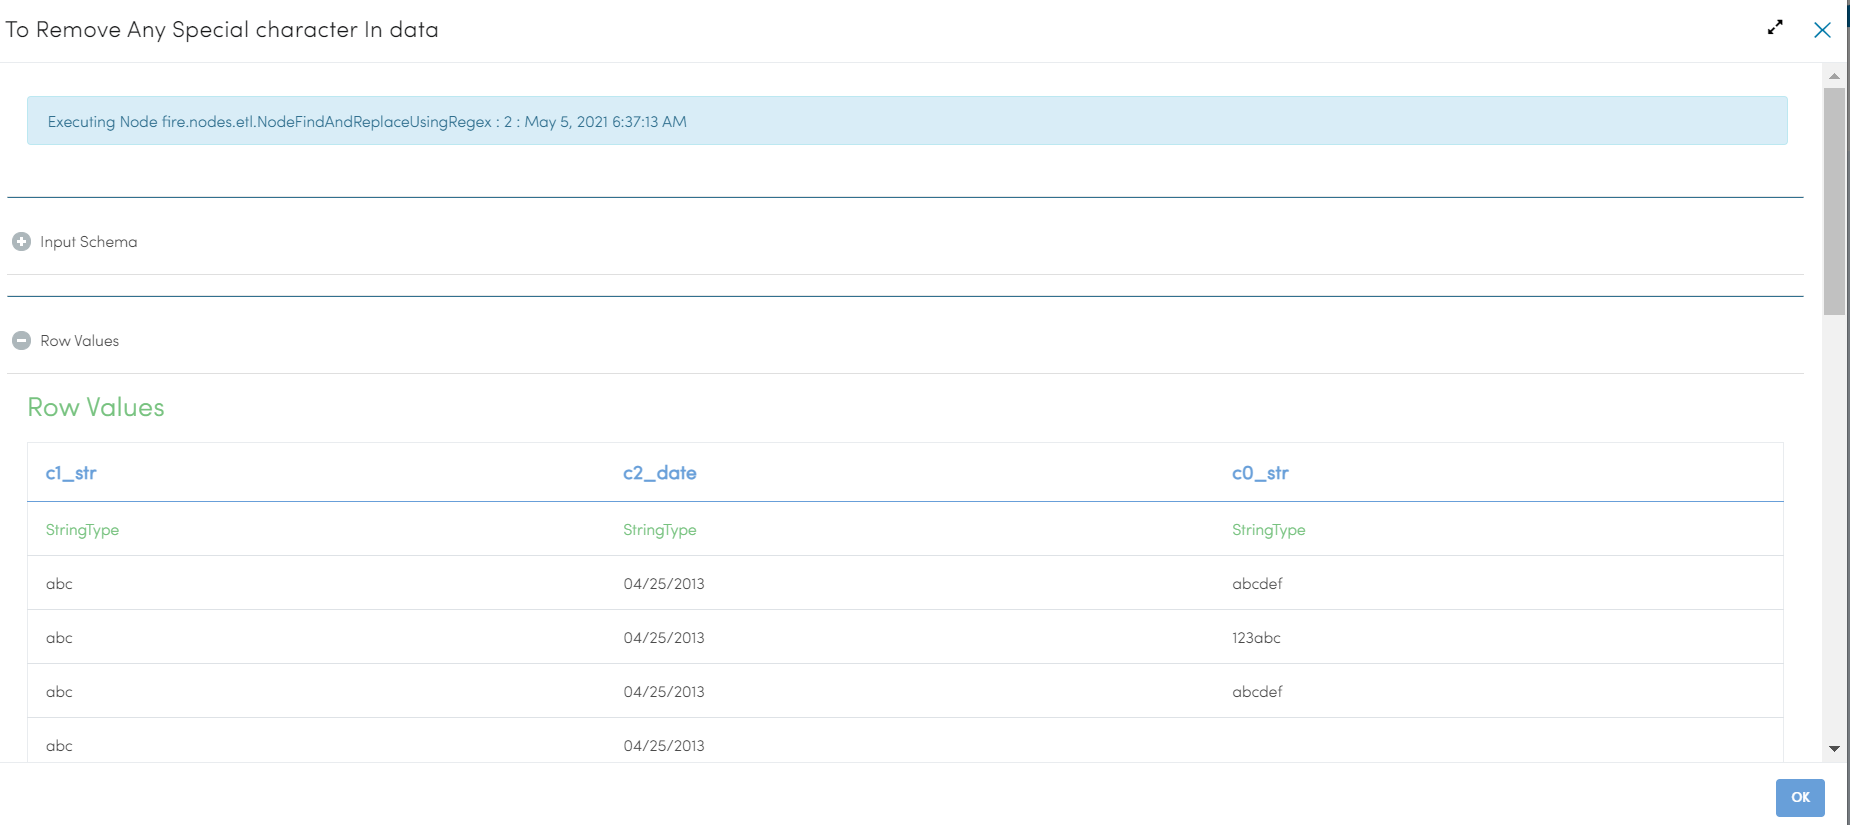 To Remove Any Special character In data
Executing Node fire.nodes.etl.NodeFindAndReplaceUsingRegex : 2 : May 5, 2021 6:37:13 AM
Input Schema
Row Values
Row Values
c1_str c2_date c0_str
StringType StringType StringType
abc 04/25/2013 abcdef
abc 04/25/2013 123abc
abc 04/25/2013 abcdef
abc 04/25/2013
OK